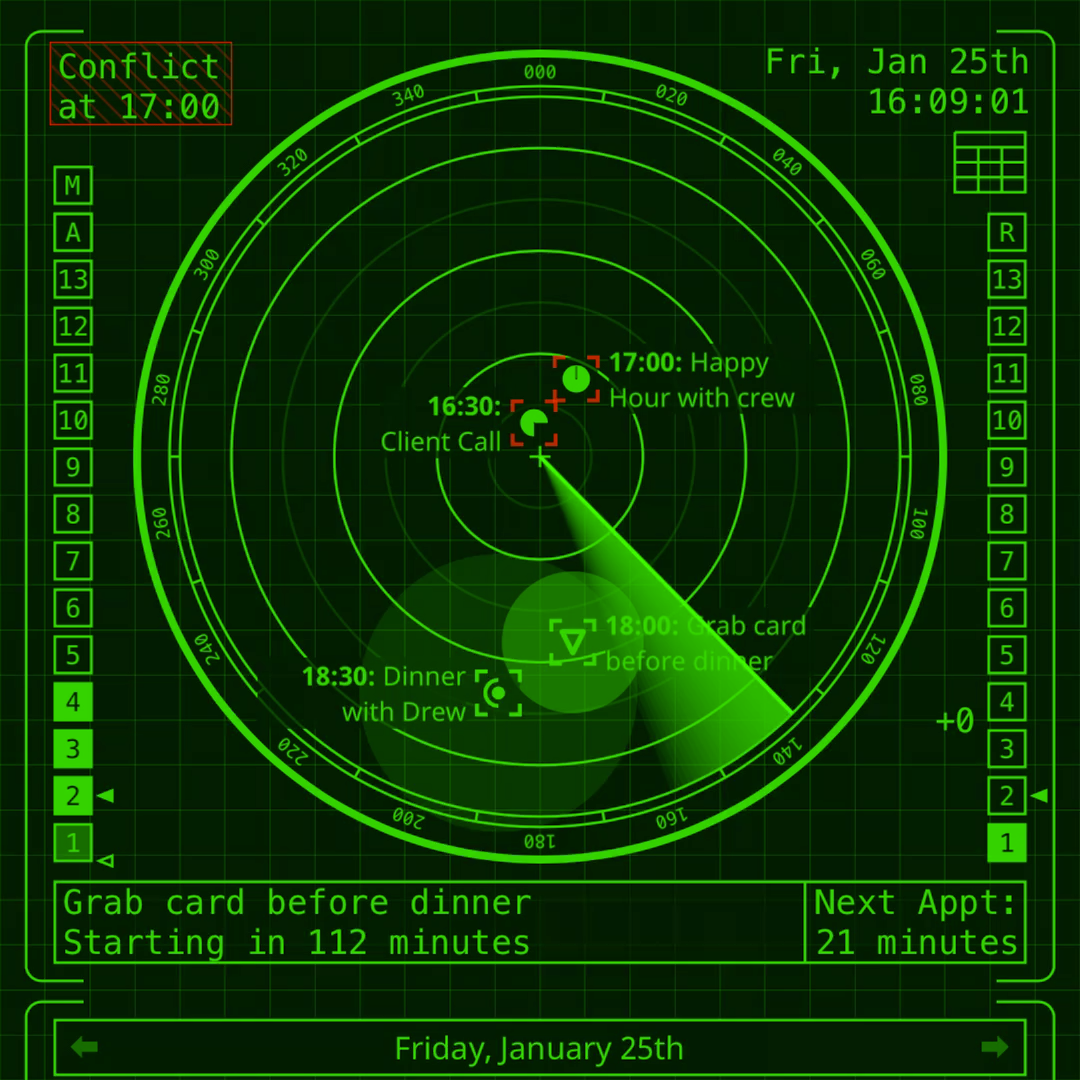 Conflict
at 17:00
Fri, Jan 25th
16:09:01
000
020
040
060
080
100
120
140
160
180
200
220
240
260
280
300
320
340
M
A
13
12
11
10
9
8
7
6
5
4
3
2
1
R
13
12
11
10
9
8
7
6
5
4
3
2
1
+0
17:00: Happy
Hour with crew
16:30:
Client Call
18:00: Grab card
before dinner
18:30: Dinner
with Drew
Grab card before dinner
Starting in 112 minutes
Next Appt:
21 minutes
Friday, January 25th